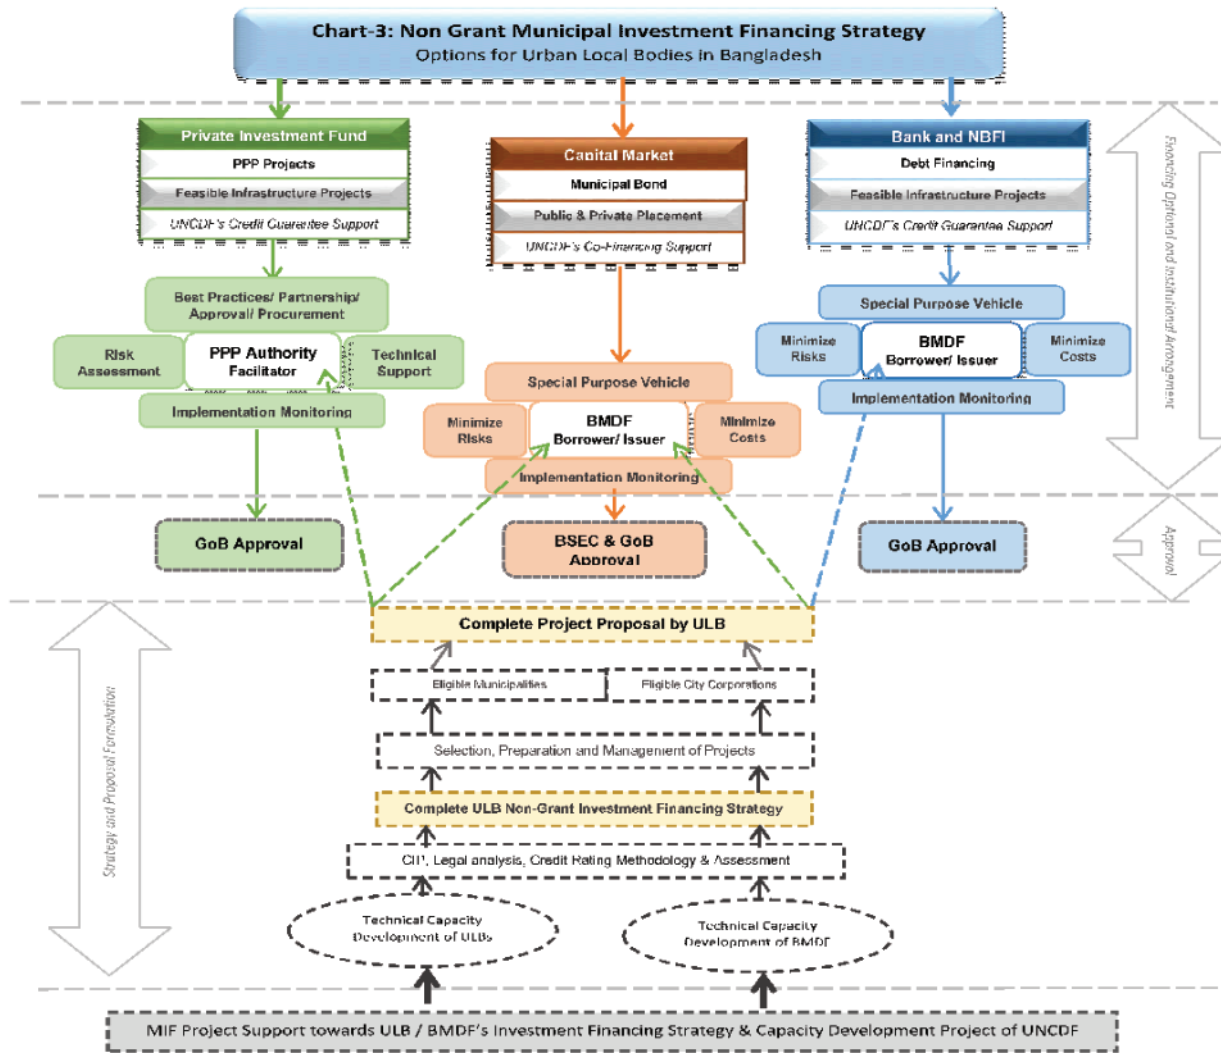 Chart-3: Non Grant Municipal Investment Financing Strategy
Options for Urban Local Bodies in Bangladesh
Private Investment Fund
PPP Projects
Feasible Infrastructure Projects
UNCDF's Credit Guarantee Support
Capital Market
Municipal Bond
Public & Private Placement
UNCDF's Co-Financing Support
Bank and NBFI
Debt Financing
Feasible Infrastructure Projects
UNCDF's Credit Guarantee Support
Financing Optional and Institutional Arrangement
Best Practices/ Partnership/
Approval/ Procurement
Risk
Assessment
PPP Authority
Facilitator
Technical
Support
Implementation Monitoring
Special Purpose Vehicle
Minimize
Risks
BMDF
Borrower/ Issuer
Minimize
Costs
Implementation Monitoring
Special Purpose Vehicle
Minimize
Risks
BMDF
Borrower/ Issuer
Minimize
Costs
Implementation Monitoring
GoB Approval
BSEC & GoB
Approval
GoB Approval
Approval
Complete Project Proposal by ULB
Eligible Municipalities
Eligible City Corporations
Selection, Preparation and Management of Projects
Complete ULB Non-Grant Investment Financing Strategy
Legal analysis, Credit Rating Methodology & Assessment
Technical Capacity
Development of ULBs
Technical Capacity
Development of BMDF
Strategy and Proposal Formulation
MIF Project Support towards ULB / BMDF's Investment Financing Strategy & Capacity Development Project of UNCDF